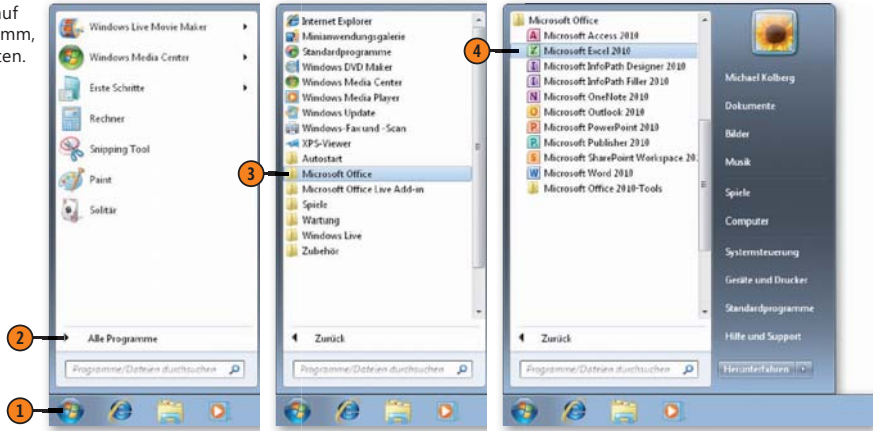 auf
amm,
ten.
Windows Live Movie Maker
Windows Media Center
Erste Schritte
Rechner
Snipping Tool
Paint
Solitär
2
Alle Programme
Programme/Dateien durchsuchen
1
Internet Explorer
Minianwendungsgalerie
Standardprogramme
Windows DVD Maker
Windows Media Center
Windows Media Player
Windows Update
Windows-Fax und -Scan
XPS-Viewer
Autostart
3
Microsoft Office
Microsoft Office Live Add-in
Spiele
Wartung
Windows Live
Zubehör
Zurück
Programme/Dateien durchsuchen
Microsoft Office
Microsoft Access 2010
4
Microsoft Excel 2010
Microsoft InfoPath Designer 2010
Microsoft InfoPath Filler 2010
Microsoft OneNote 2010
Microsoft Outlook 2010
Microsoft PowerPoint 2010
Microsoft Publisher 2010
Microsoft SharePoint Workspace 20.
Microsoft Word 2010
Microsoft Office 2010-Tools
Zurück
Programme/Dateien durchsuchen
Michael Kolberg
Dokumente
Bilder
Musik
Spiele
Computer
Systemsteuerung
Geräte und Drucker
Standardprogramme
Hilfe und Support
Herunterfahren